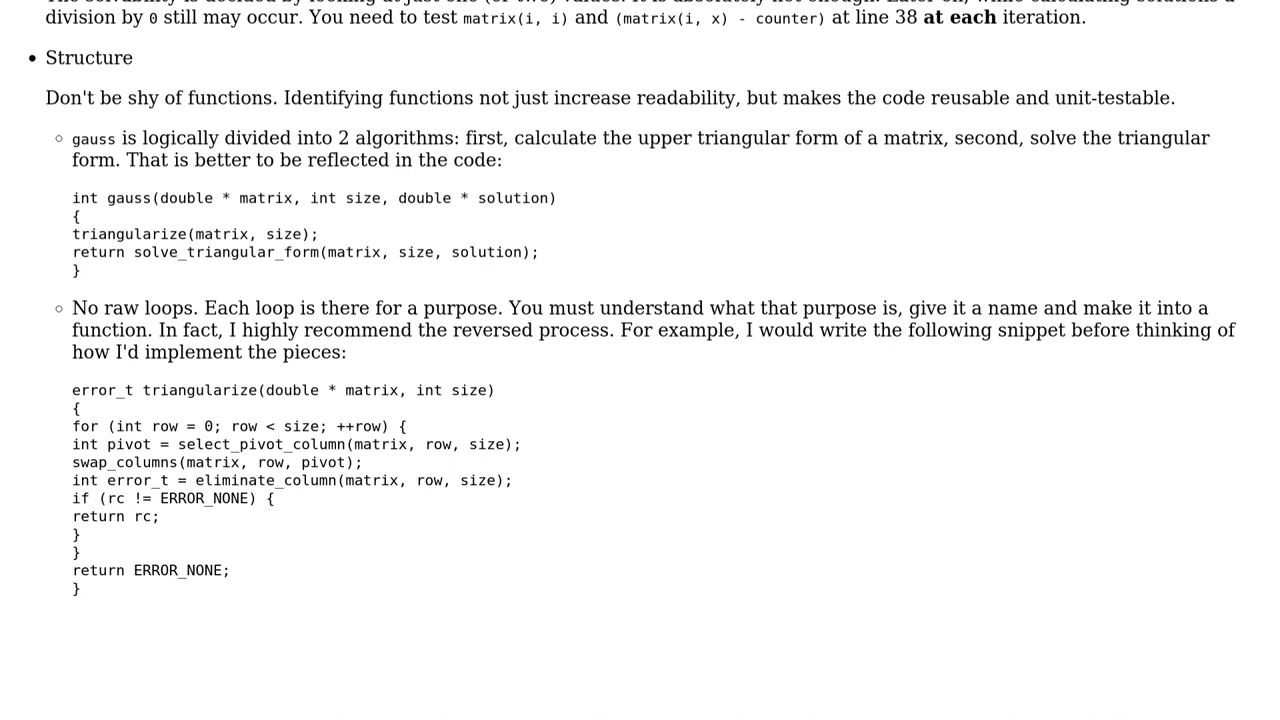 division by 0 still may occur. You need to test matrix(i, i) and (matrix(i, x) - counter) at line 38 at each iteration.
• Structure
Don't be shy of functions. Identifying functions not just increase readability, but makes the code reusable and unit-testable.
◦ gauss is logically divided into 2 algorithms: first, calculate the upper triangular form of a matrix, second, solve the triangular
form. That is better to be reflected in the code:
int gauss(double * matrix, int size, double * solution)
{
triangularize(matrix, size);
return solve_triangular_form(matrix, size, solution);
}
◦ No raw loops. Each loop is there for a purpose. You must understand what that purpose is, give it a name and make it into a
function. In fact, I highly recommend the reversed process. For example, I would write the following snippet before thinking of
how I'd implement the pieces:
error_t triangularize(double * matrix, int size)
{
for (int row = 0; row < size; ++row) {
int pivot = select_pivot_column(matrix, row, size);
swap_columns(matrix, row, pivot);
int error_t = eliminate_column(matrix, row, size);
if (rc != ERROR_NONE) {
return rc;
}
}
return ERROR_NONE;
}